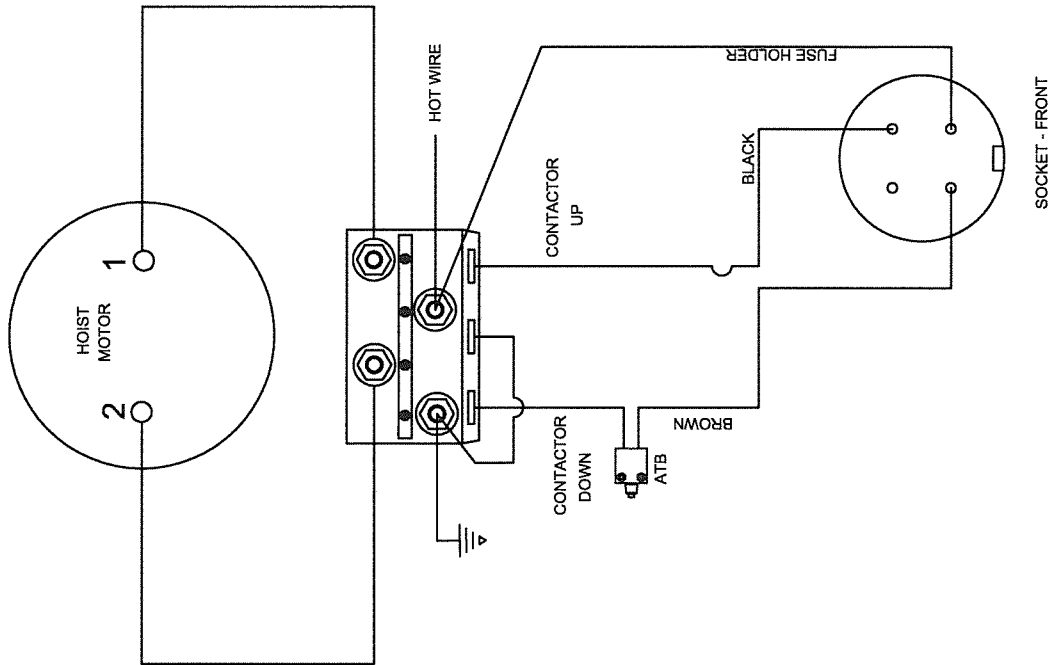 1
HOIST
MOTOR
2
HOT WIRE
FUSE HOLDER
CONTACTOR
UP
BLACK
CONTACTOR
DOWN
BROWN
ATB
SOCKET - FRONT